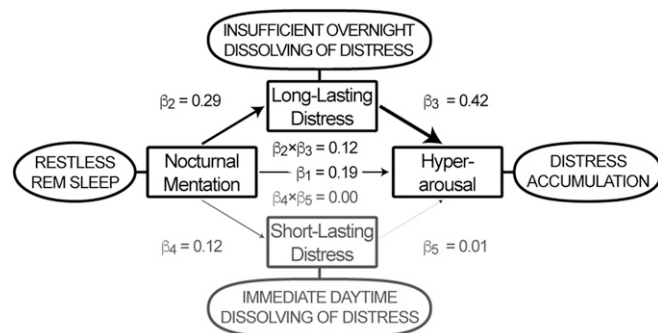 INSUFFICIENT OVERNIGHT
DISSOLVING OF DISTRESS
β2 = 0.29
Long-Lasting
Distress
β3 = 0.42
RESTLESS
REM SLEEP
Nocturnal
Mentation
β2×β3 = 0.12
β1 = 0.19
β4×β5 = 0.00
Hyper-
arousal
DISTRESS
ACCUMULATION
β4 = 0.12
Short-Lasting
Distress
β5 = 0.01
IMMEDIATE DAYTIME
DISSOLVING OF DISTRESS